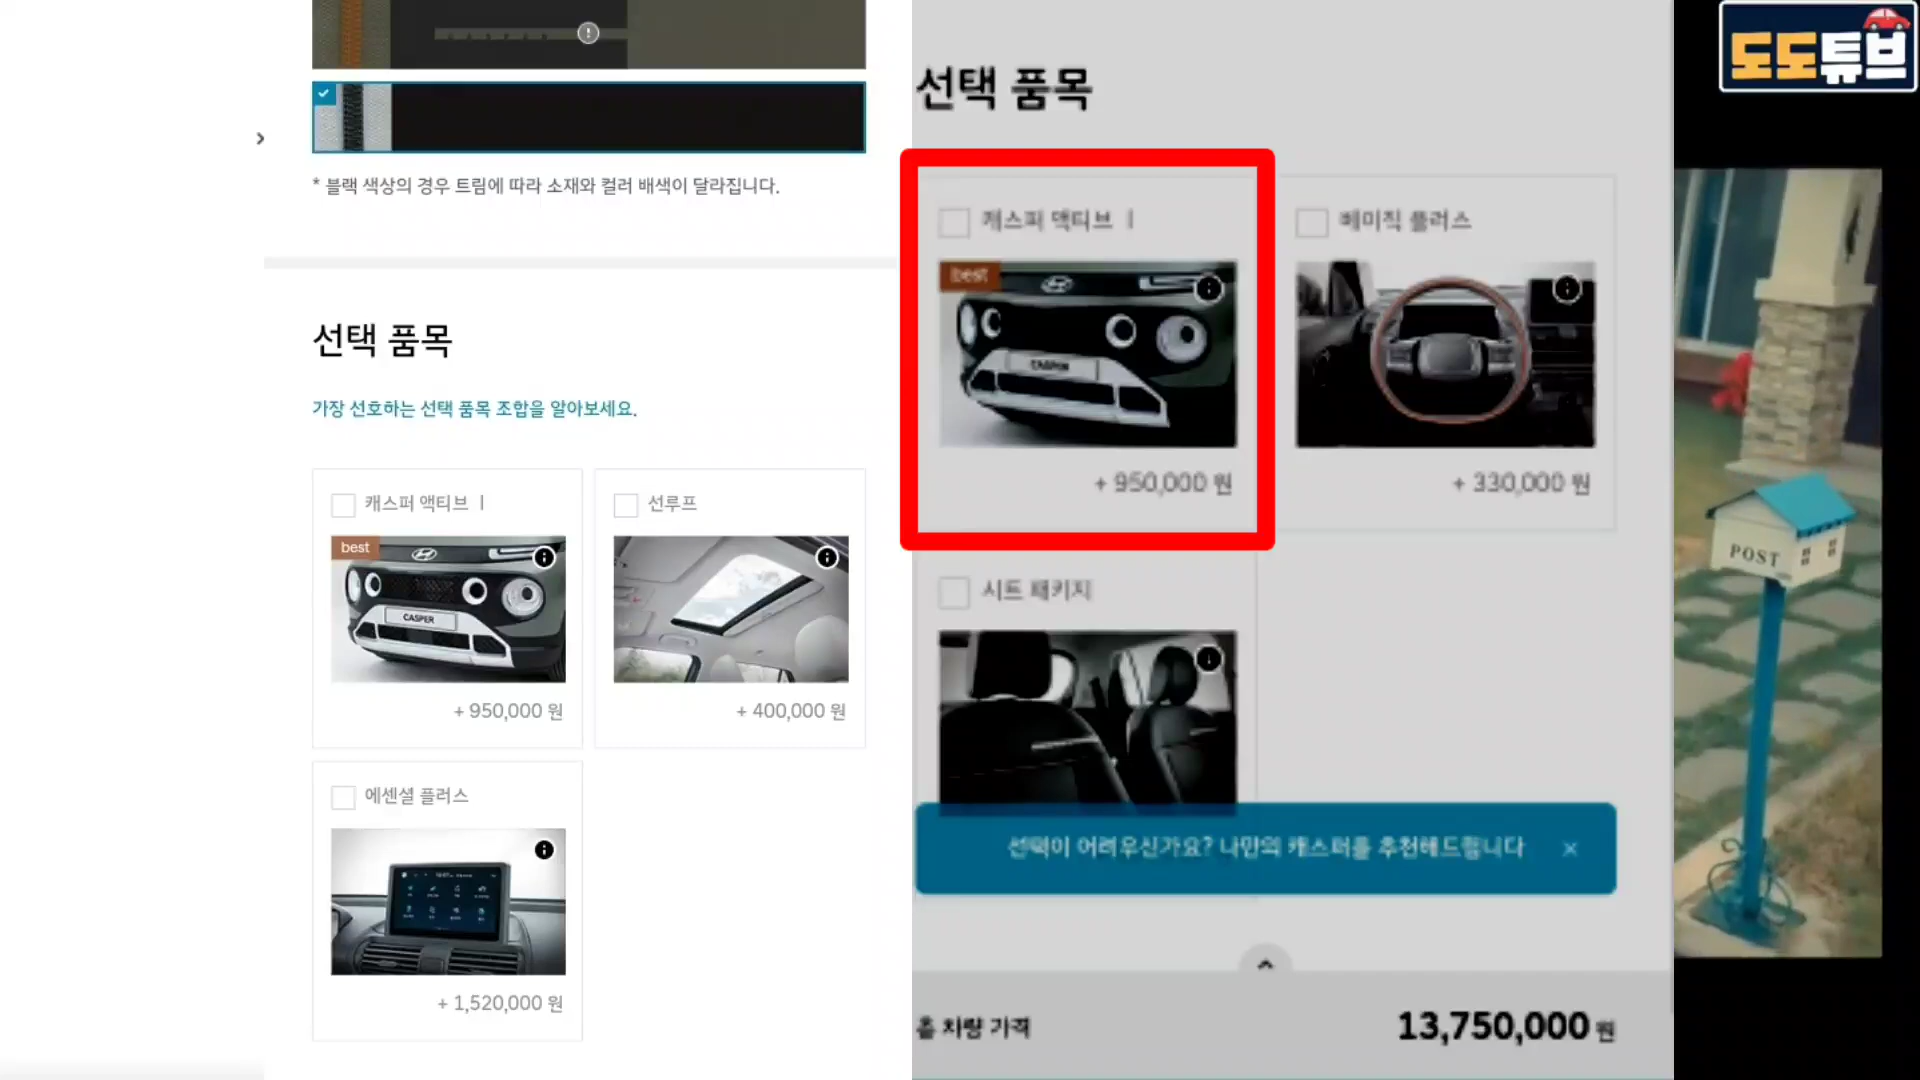 * 블랙 색상의 경우 트림에 따라 소재와 컬러 배색이 달라집니다.
선택 품목
가장 선호하는 선택 품목 조합을 알아보세요.
캐스퍼 액티브 Ⅰ
best
CASPER
+ 950,000 원
선루프
+ 400,000 원
에센셜 플러스
+ 1,520,000 원
선택 품목
캐스퍼 액티브 Ⅰ
best
CASPER
+ 950,000 원
베이직 플러스
+ 330,000 원
시트 패키지
선택이 어려우신가요? 나만의 캐스퍼를 추천해드립니다
총 차량 가격
13,750,000 원
도도튜브
POST